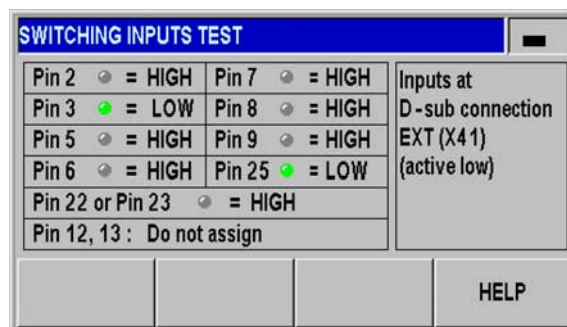 SWITCHING INPUTS TEST
Pin 2 = HIGH Pin 7 = HIGH
Pin 3 = LOW Pin 8 = HIGH
Pin 5 = HIGH Pin 9 = HIGH
Pin 6 = HIGH Pin 25 = LOW
Pin 22 or Pin 23 = HIGH
Pin 12, 13 : Do not assign
Inputs at
D-sub connection
EXT (X41)
(active low)
HELP